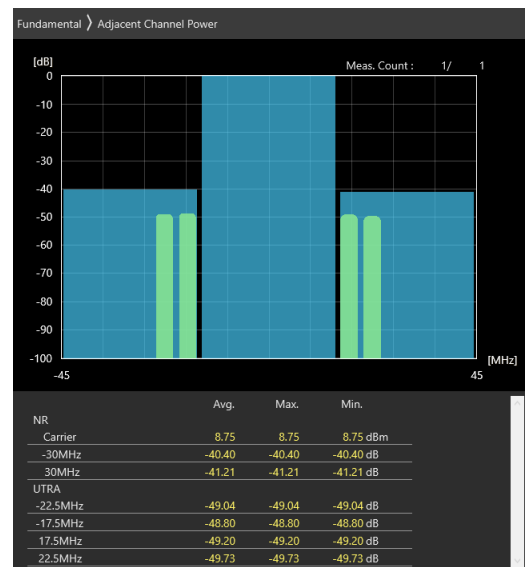 Fundamental 〉 Adjacent Channel Power
[dB]
Meas. Count : 1/ 1
0
-10
-20
-30
-40
-50
-60
-70
-80
-90
-100
[MHz]
-45 45
Avg. Max. Min.
NR
Carrier 8.75 8.75 8.75 dBm
-30MHz -40.40 -40.40 -40.40 dB
30MHz -41.21 -41.21 -41.21 dB
UTRA
-22.5MHz -49.04 -49.04 -49.04 dB
-17.5MHz -48.80 -48.80 -48.80 dB
17.5MHz -49.20 -49.20 -49.20 dB
22.5MHz -49.73 -49.73 -49.73 dB